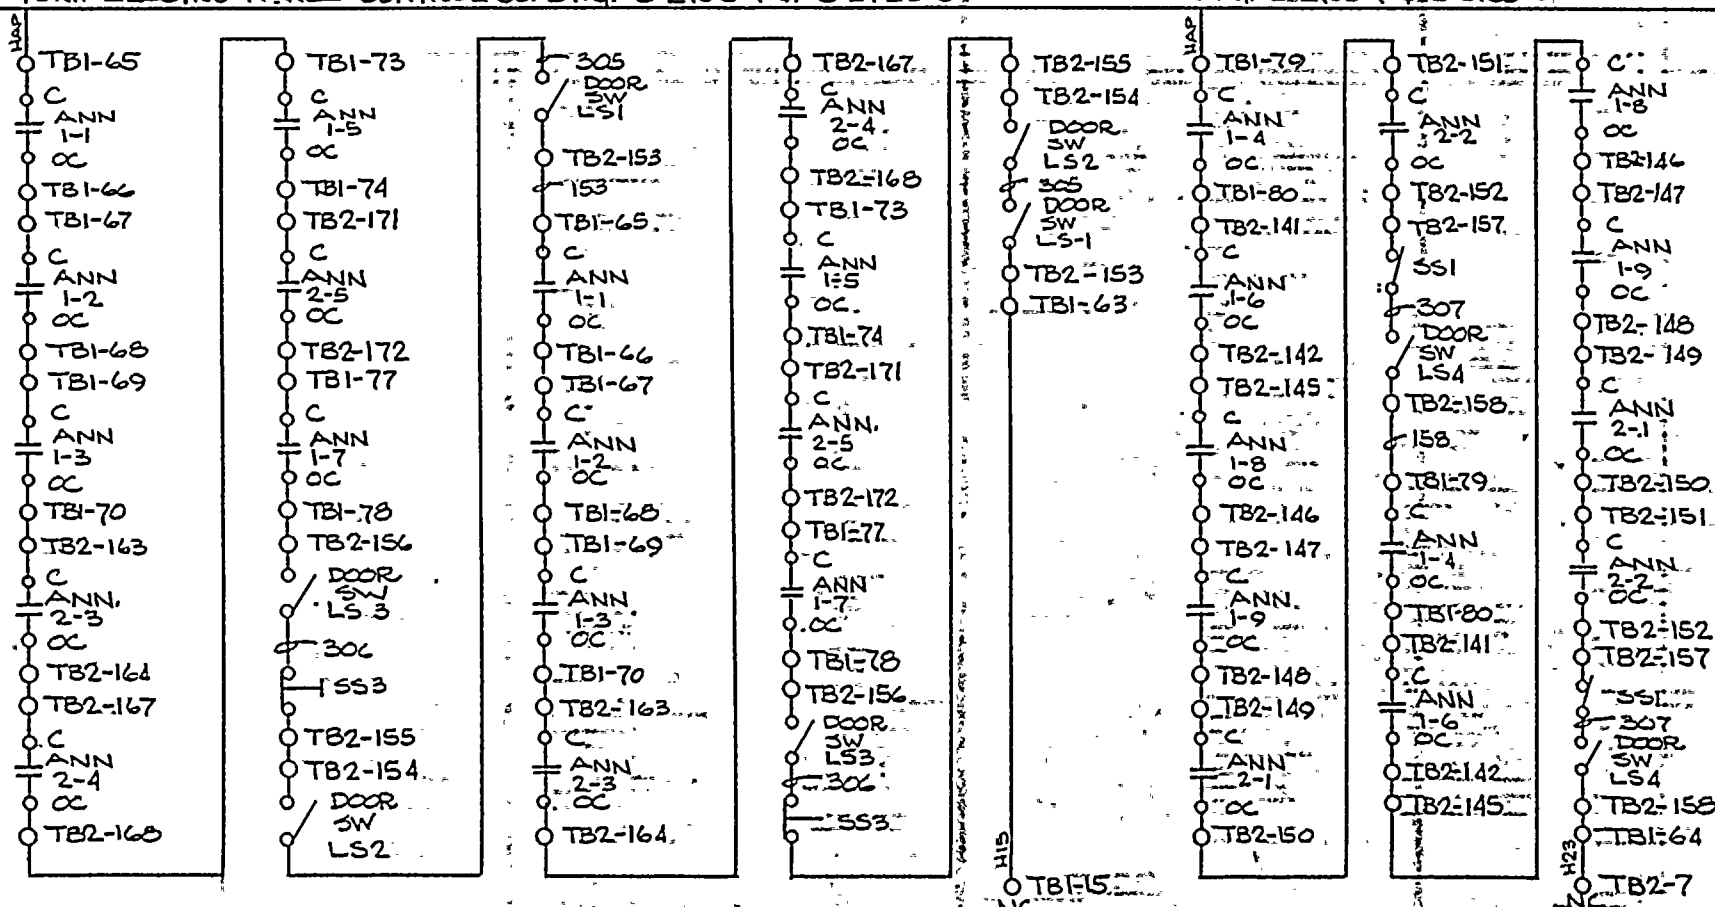 HAP
TB1-65
C
ANN
1-1
OC
TB1-66
TB1-67
C
ANN
1-2
OC
TB1-68
TB1-69
C
ANN
1-3
OC
TB1-70
TB2-163
C
ANN.
2-3
OC
TB2-164
TB2-167
C
ANN
2-4
OC
TB2-168
TB1-73
C
ANN
1-5
OC
TB1-74
TB2-171
C
ANN
2-5
OC
TB2-172
TB1-77
C
ANN
1-7
OC
TB1-78
TB2-156
DOOR
SW
LS3
306
SS3
TB2-155
TB2-154
DOOR
SW
LS2
305
DOOR
SW
LS1
TB2-153
153
TB1-65
C
ANN
1-1
OC
TB1-66
TB1-67
C
ANN
1-2
OC
TB1-68
TB1-69
C
ANN
1-3
OC
TB1-70
TB2-163
C
ANN
2-3
OC
TB2-164
TB2-167
C
ANN
2-4
OC
TB2-168
TB1-73
C
ANN
1-5
OC
TB1-74
TB2-171
C
ANN.
2-5
OC
TB2-172
TB1-77
C
ANN
1-7
OC
TB1-78
TB2-156
DOOR
SW
LS3
306
SS3
TB2-155
TB2-154
DOOR
SW
LS2
305
DOOR
SW
LS-1
TB2-153
TB1-63
H15
TB1-15
HAP
TB1-79
C
ANN
1-4
OC
TB1-80
TB2-141
C
ANN
1-6
OC
TB2-142
TB2-145
C
ANN
1-8
OC
TB2-146
TB2-147
C
ANN
1-9
OC
TB2-148
TB2-149
C
ANN
2-1
OC
TB2-150
TB2-151
C
ANN
2-2
OC
TB2-152
TB2-157
SS1
307
DOOR
SW
LS4
TB2-158
158
TB1-79
C
ANN
1-4
OC
TB1-80
TB2-141
C
ANN
1-6
OC
TB2-142
TB2-145
C
ANN
1-8
OC
TB2-146
TB2-147
C
ANN
1-9
OC
TB2-148
TB2-149
C
ANN
2-1
OC
TB2-150
TB2-151
C
ANN
2-2
OC
TB2-152
TB2-157
SS1
307
DOOR
SW
LS4
TB2-158
TB1-64
H23
TB2-7